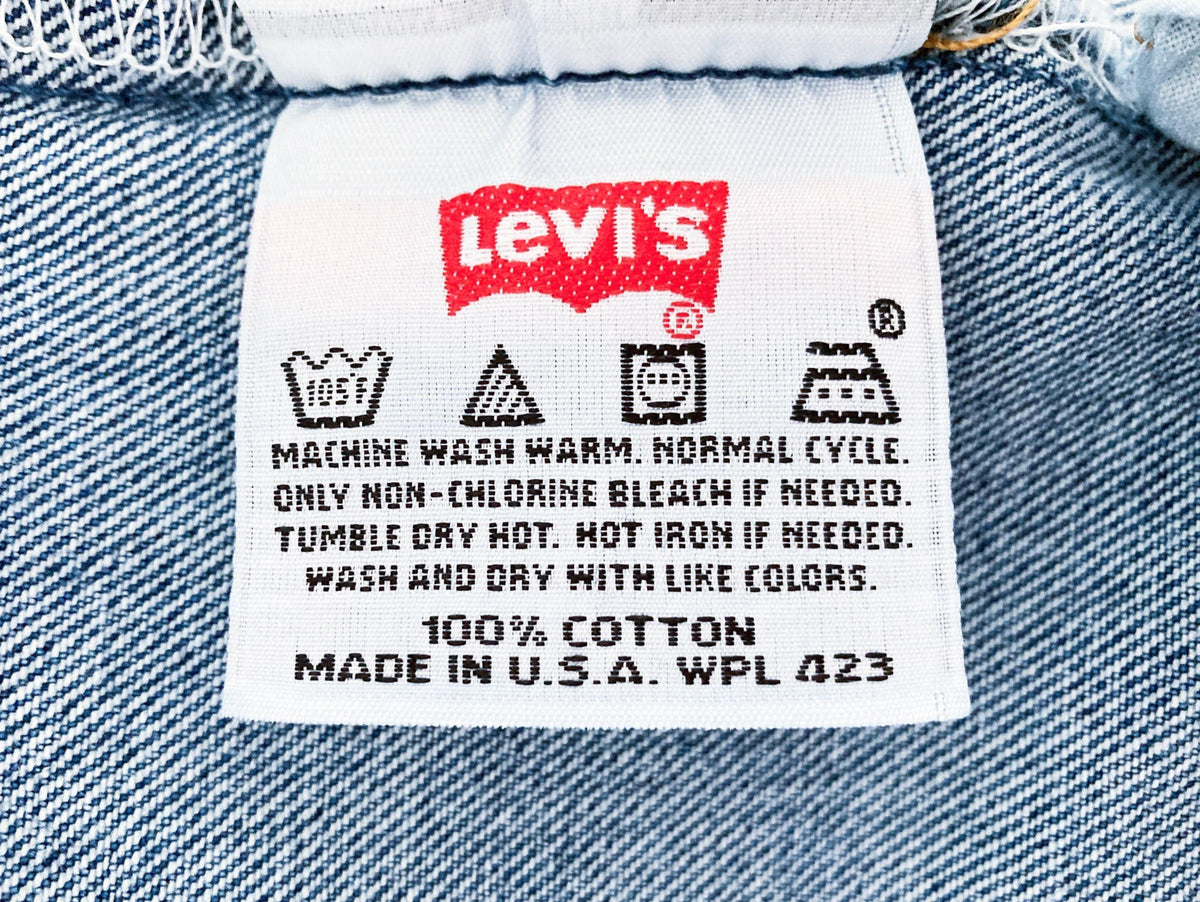 Levi's
®
®
105F
MACHINE WASH WARM. NORMAL CYCLE.
ONLY NON-CHLORINE BLEACH IF NEEDED.
TUMBLE DRY HOT. HOT IRON IF NEEDED.
WASH AND DRY WITH LIKE COLORS.
100% COTTON
MADE IN U.S.A. WPL 423